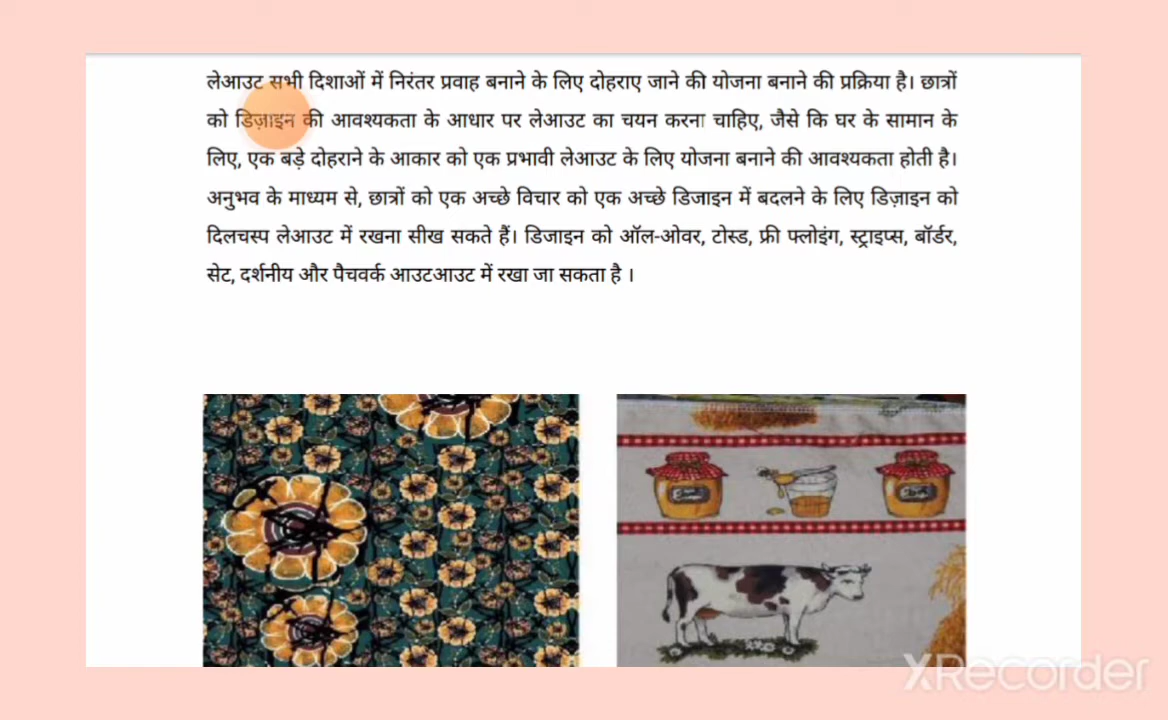 लेआउट सभी दिशाओं में निरंतर प्रवाह बनाने के लिए दोहराए जाने की योजना बनाने की प्रक्रिया है। छात्रों
को डिज़ाइन की आवश्यकता के आधार पर लेआउट का चयन करना चाहिए, जैसे कि घर के सामान के
लिए, एक बड़े दोहराने के आकार को एक प्रभावी लेआउट के लिए योजना बनाने की आवश्यकता होती है।
अनुभव के माध्यम से, छात्रों को एक अच्छे विचार को एक अच्छे डिजाइन में बदलने के लिए डिज़ाइन को
दिलचस्प लेआउट में रखना सीख सकते हैं। डिजाइन को ऑल-ओवर, टोस्ड, फ्री फ्लोइंग, स्ट्राइप्स, बॉर्डर,
सेट, दर्शनीय और पैचवर्क आउटआउट में रखा जा सकता है ।
XRecorder